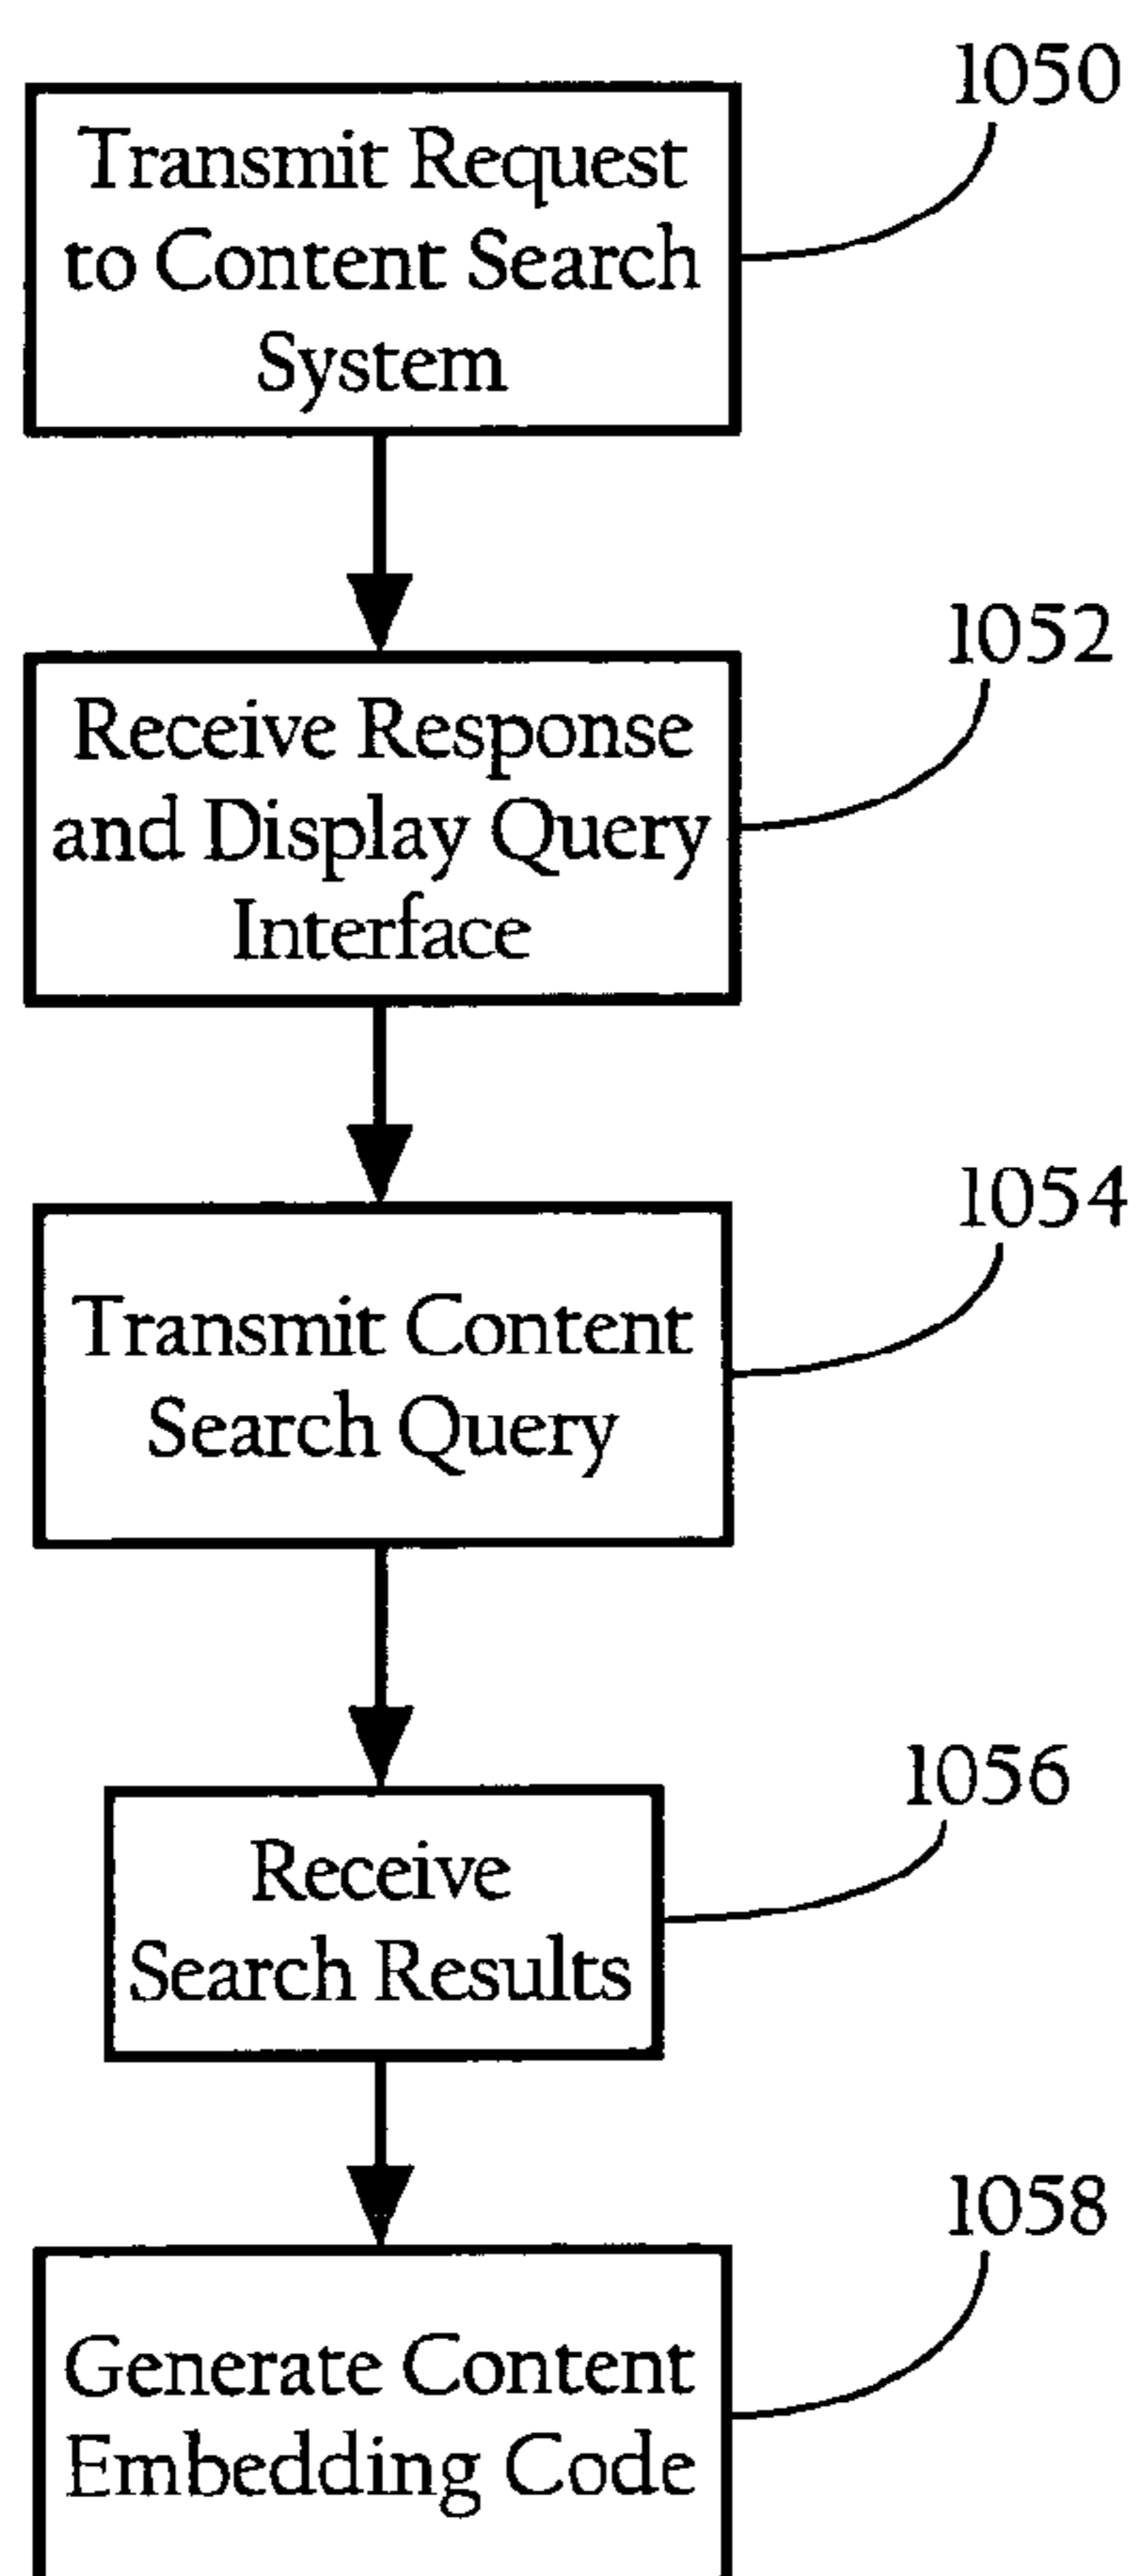 1050
Transmit Request
to Content Search
System
1052
Receive Response
and Display Query
Interface
1054
Transmit Content
Search Query
1056
Receive
Search Results
1058
Generate Content
Embedding Code